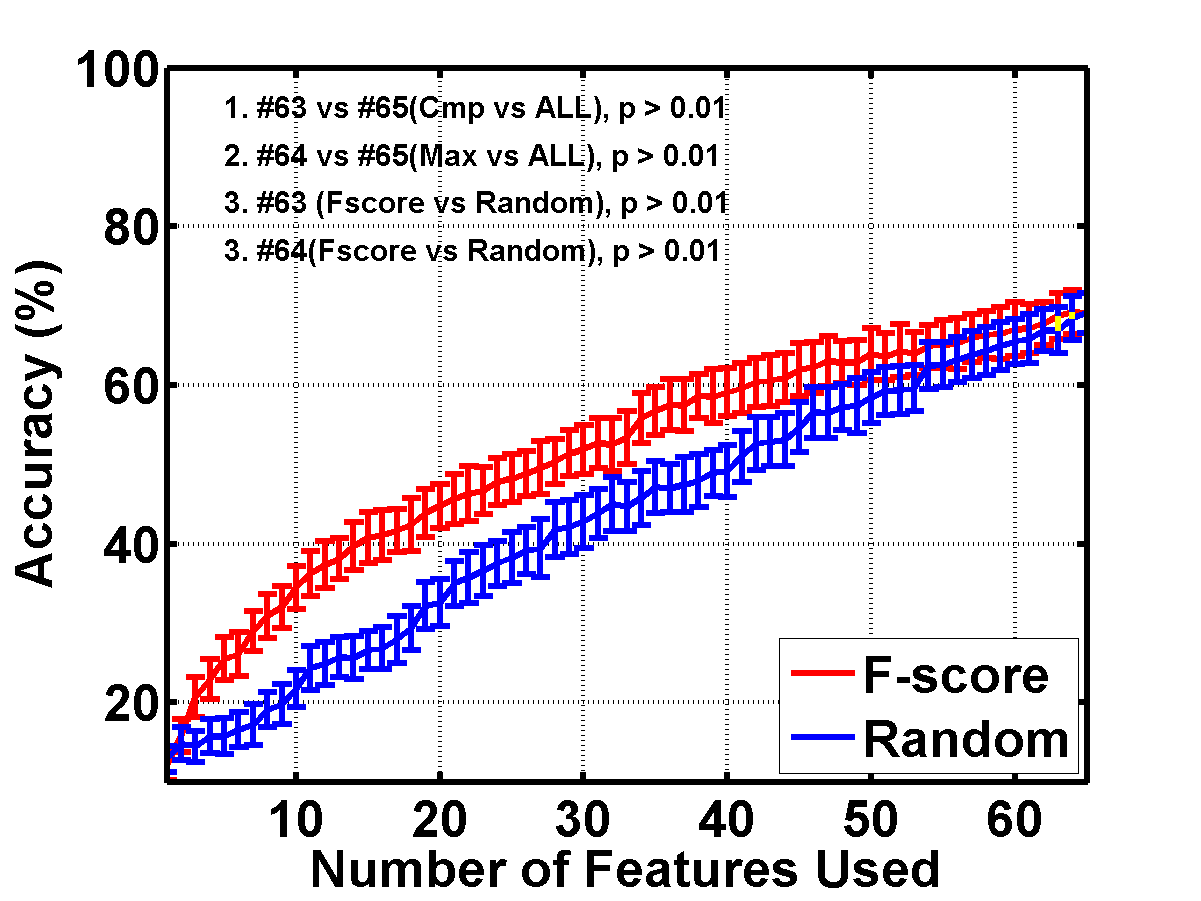 100
80
60
40
20
Accuracy (%)
1. #63 vs #65(Cmp vs ALL), p > 0.01
2. #64 vs #65(Max vs ALL), p > 0.01
3. #63 (Fscore vs Random), p > 0.01
3. #64(Fscore vs Random), p > 0.01
F-score
Random
10 20 30 40 50 60
Number of Features Used